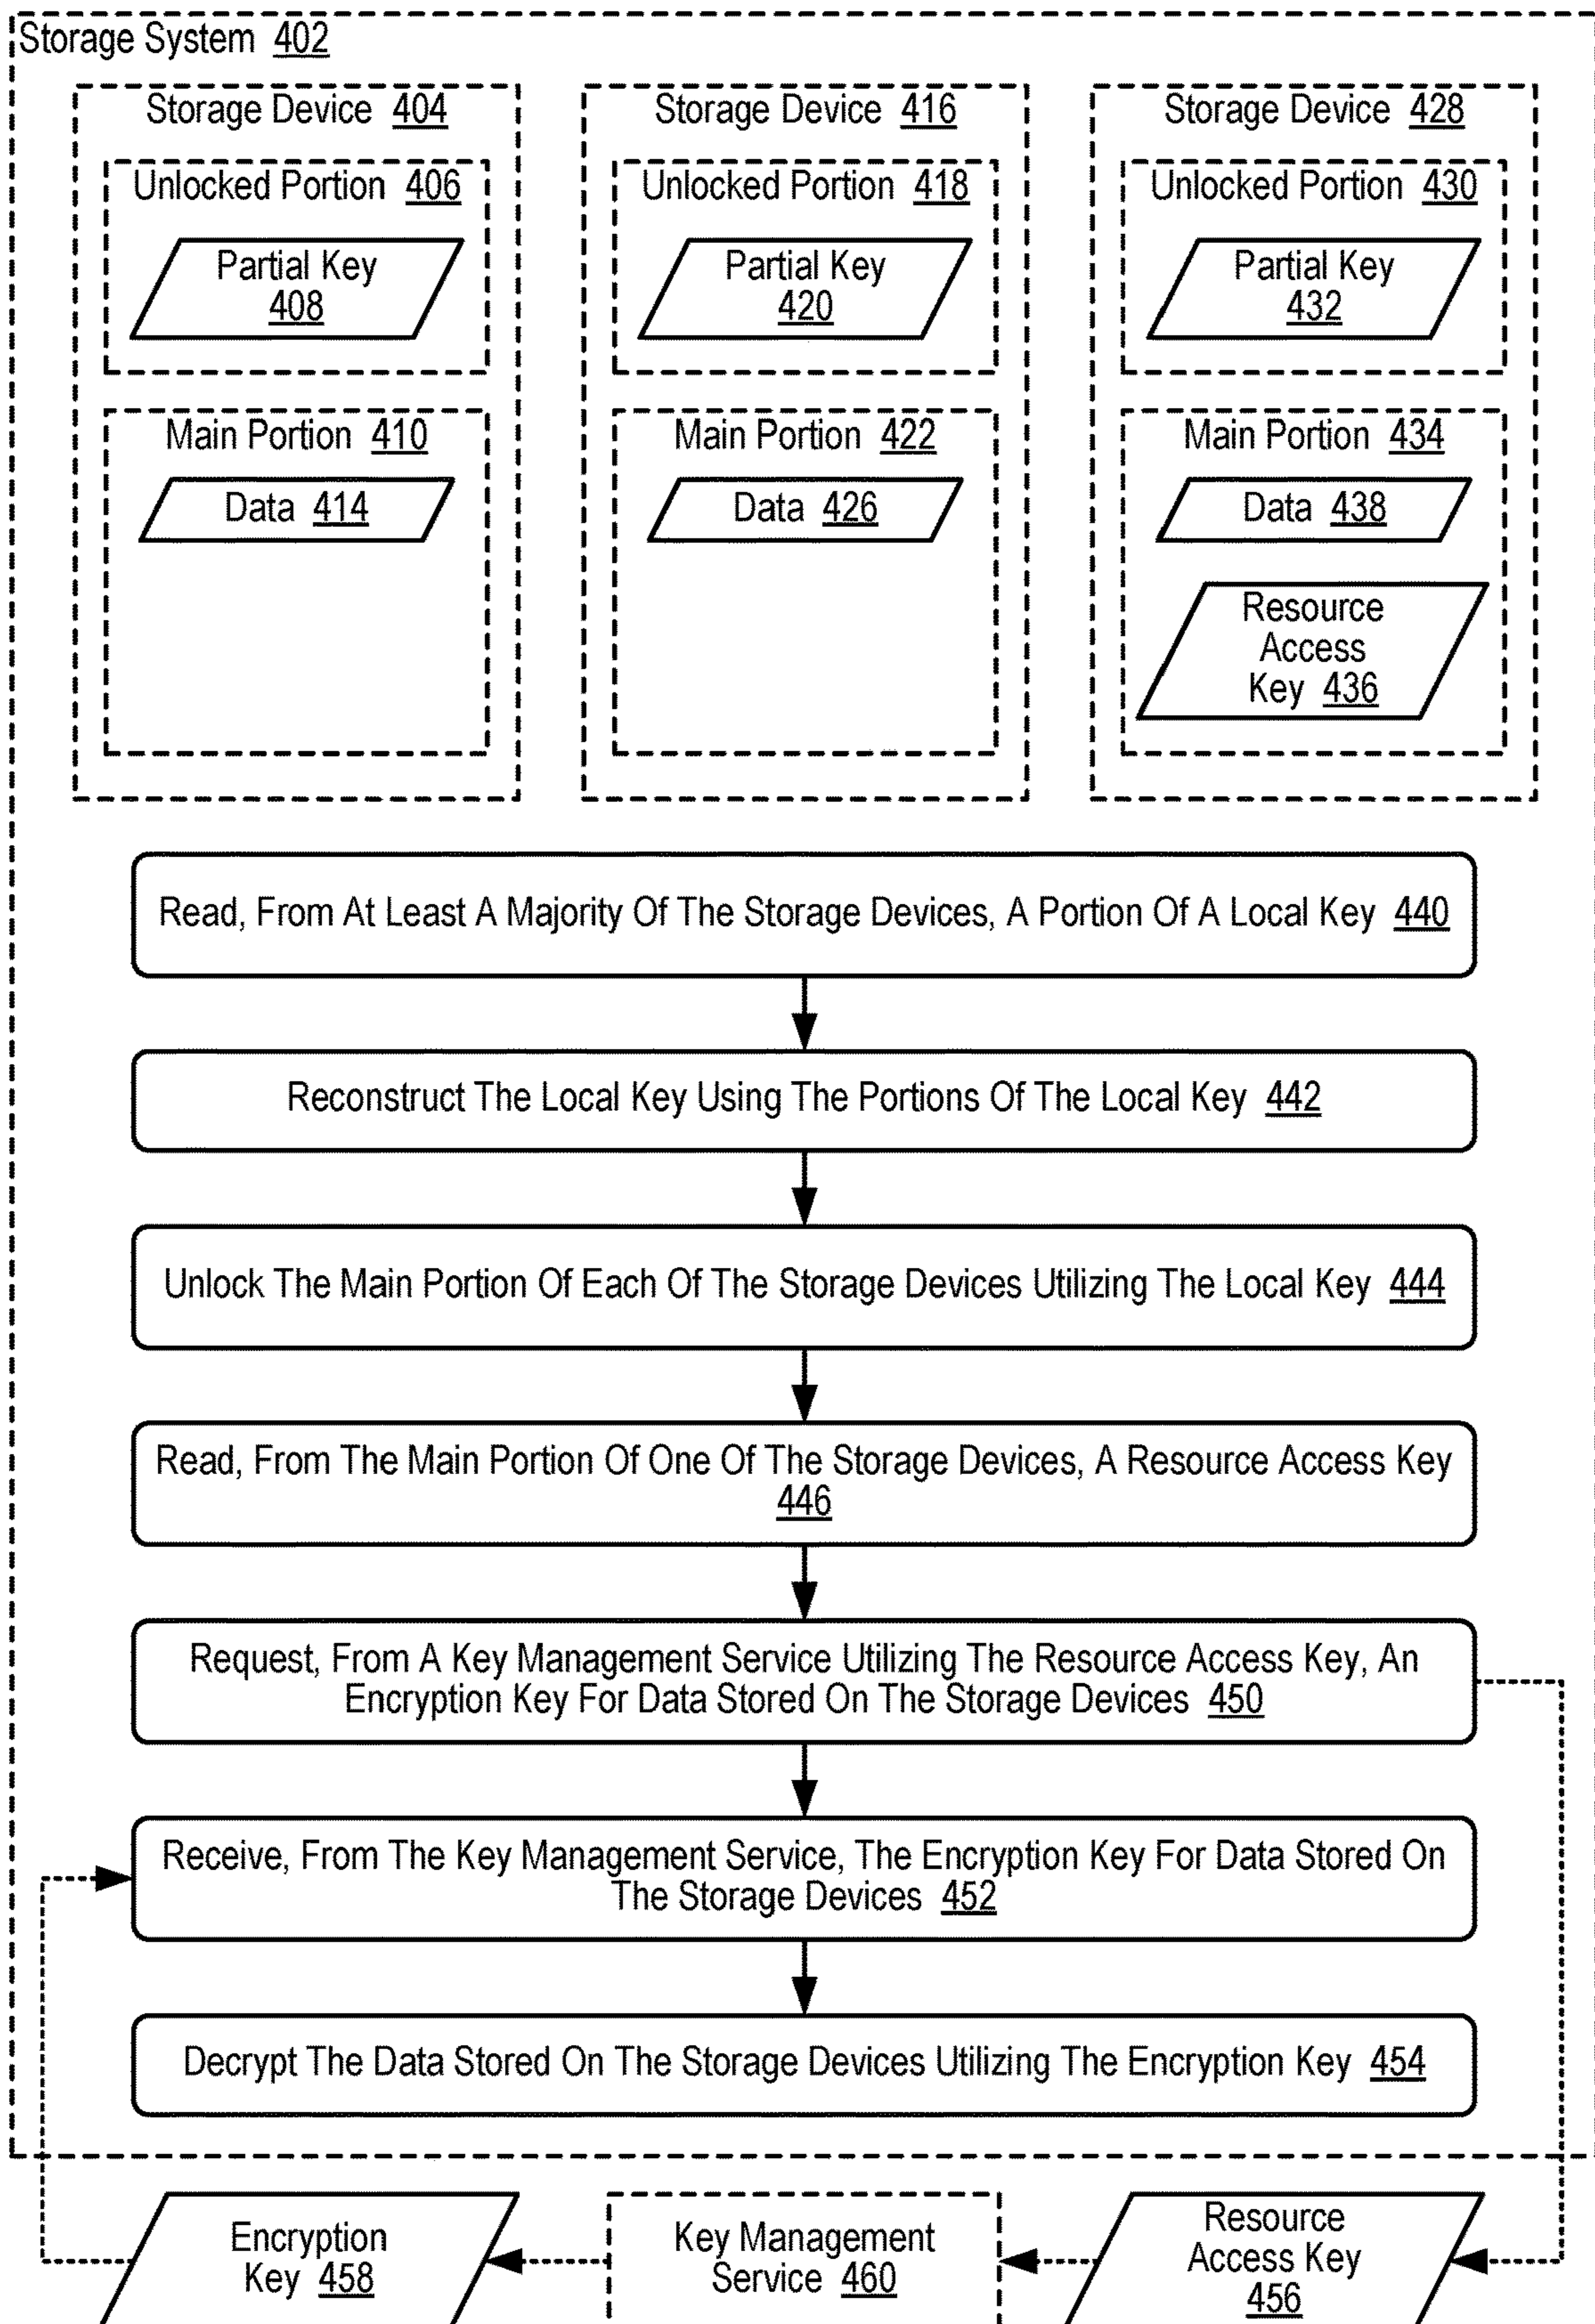 Storage System 402
Storage Device 404
Unlocked Portion 406
Partial Key
408
Main Portion 410
Data 414
Storage Device 416
Unlocked Portion 418
Partial Key
420
Main Portion 422
Data 426
Storage Device 428
Unlocked Portion 430
Partial Key
432
Main Portion 434
Data 438
Resource
Access
Key 436
Read, From At Least A Majority Of The Storage Devices, A Portion Of A Local Key 440
Reconstruct The Local Key Using The Portions Of The Local Key 442
Unlock The Main Portion Of Each Of The Storage Devices Utilizing The Local Key 444
Read, From The Main Portion Of One Of The Storage Devices, A Resource Access Key
446
Request, From A Key Management Service Utilizing The Resource Access Key, An
Encryption Key For Data Stored On The Storage Devices 450
Receive, From The Key Management Service, The Encryption Key For Data Stored On
The Storage Devices 452
Decrypt The Data Stored On The Storage Devices Utilizing The Encryption Key 454
Encryption
Key 458
Key Management
Service 460
Resource
Access Key
456